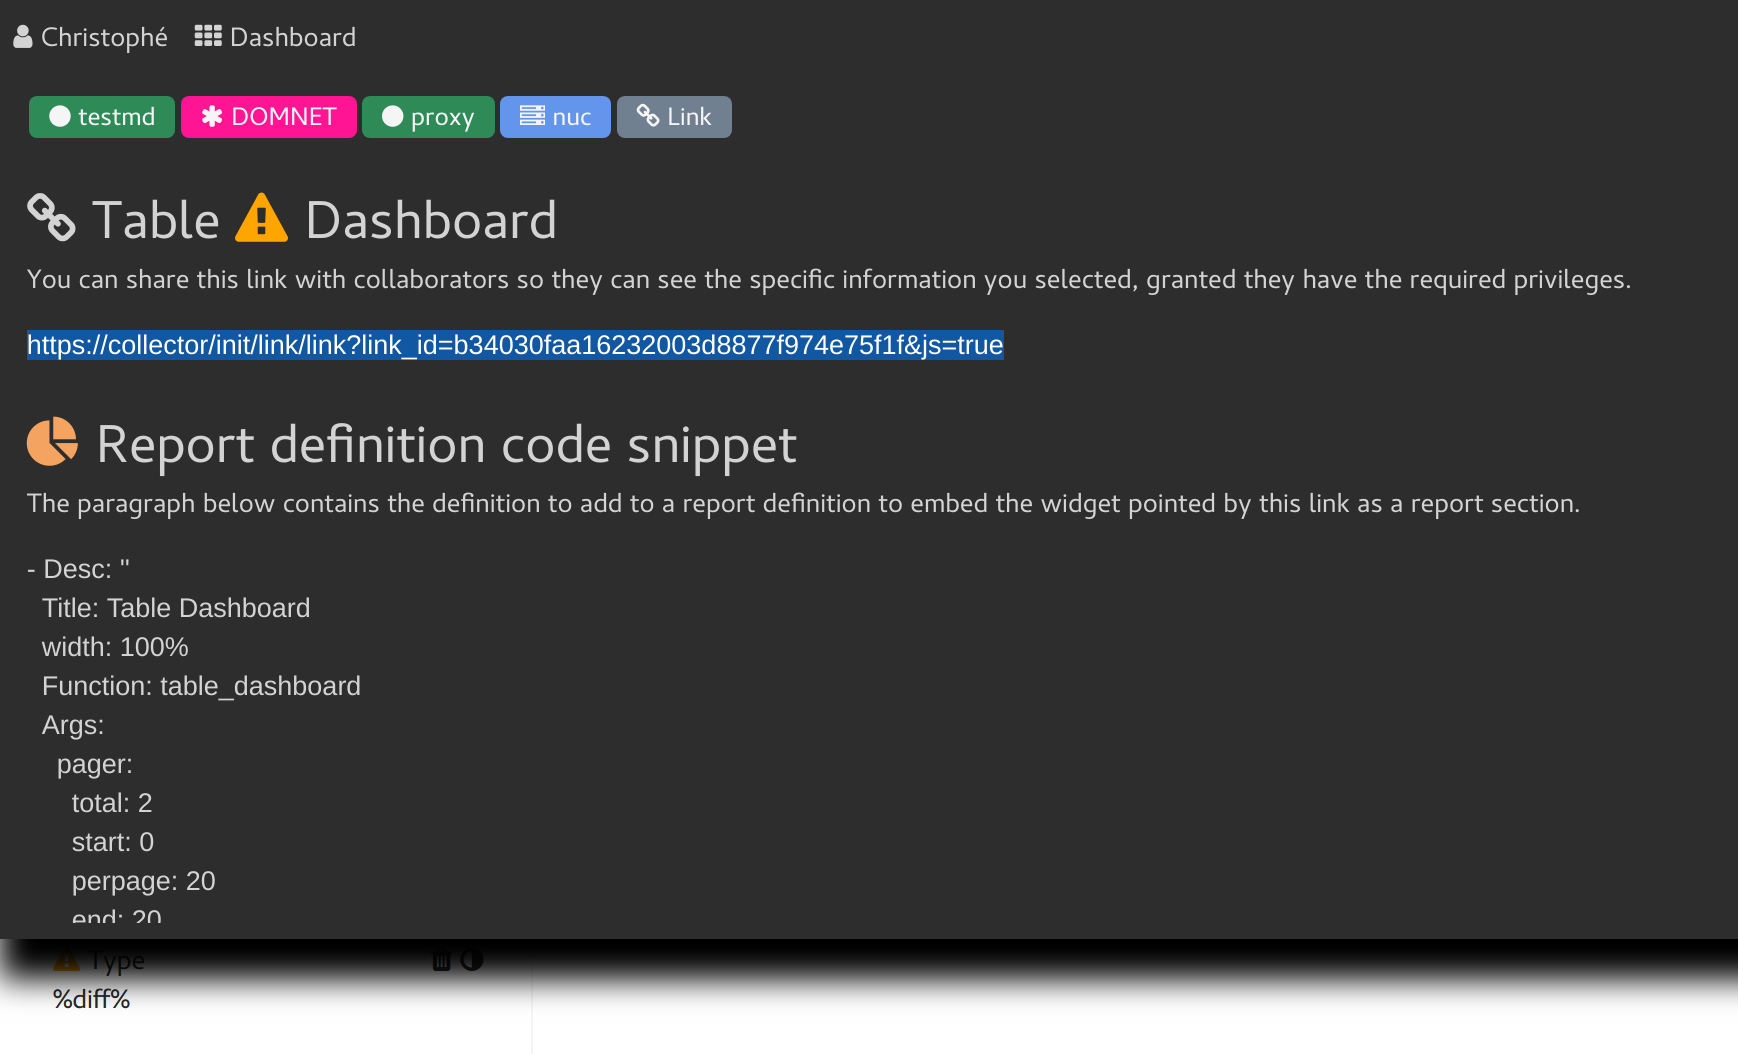 Christophé Dashboard
testmd DOMNET proxy nuc Link
Table Dashboard
You can share this link with collaborators so they can see the specific information you selected, granted they have the required privileges.
https://collector/init/link/link?link_id=b34030faa16232003d8877f974e75f1f&js=true
Report definition code snippet
The paragraph below contains the definition to add to a report definition to embed the widget pointed by this link as a report section.
- Desc: ''
Title: Table Dashboard
width: 100%
Function: table_dashboard
Args:
pager:
total: 2
start: 0
perpage: 20
end: 20
Type
%diff%